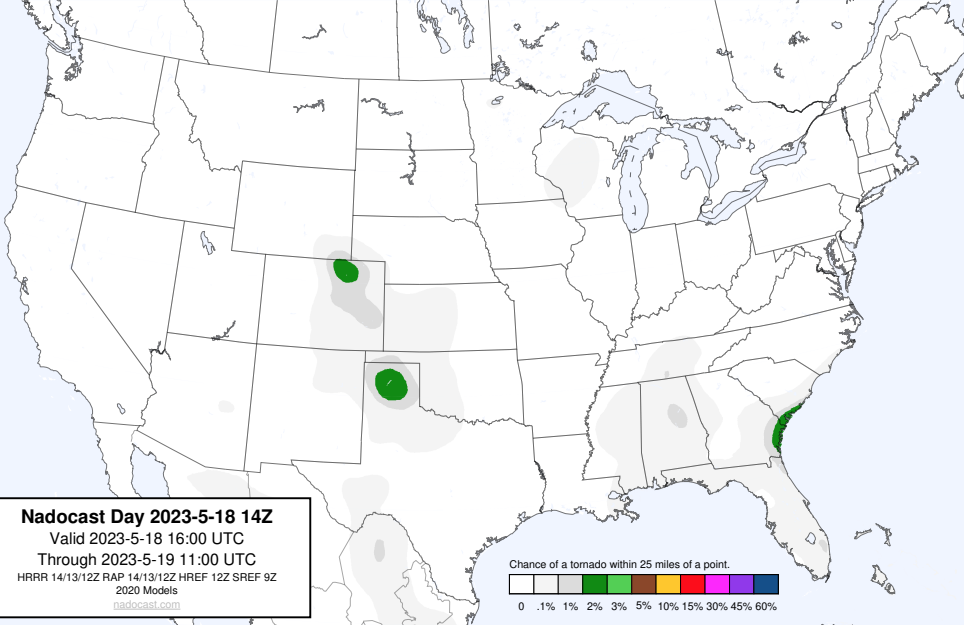 Nadocast Day 2023-5-18 14Z
Valid 2023-5-18 16:00 UTC
Through 2023-5-19 11:00 UTC
HRRR 14/13/12Z RAP 14/13/12Z HREF 12Z SREF 9Z
2020 Models
nadocast.com
Chance of a tornado within 25 miles of a point.
0 .1% 1% 2% 3% 5% 10% 15% 30% 45% 60%